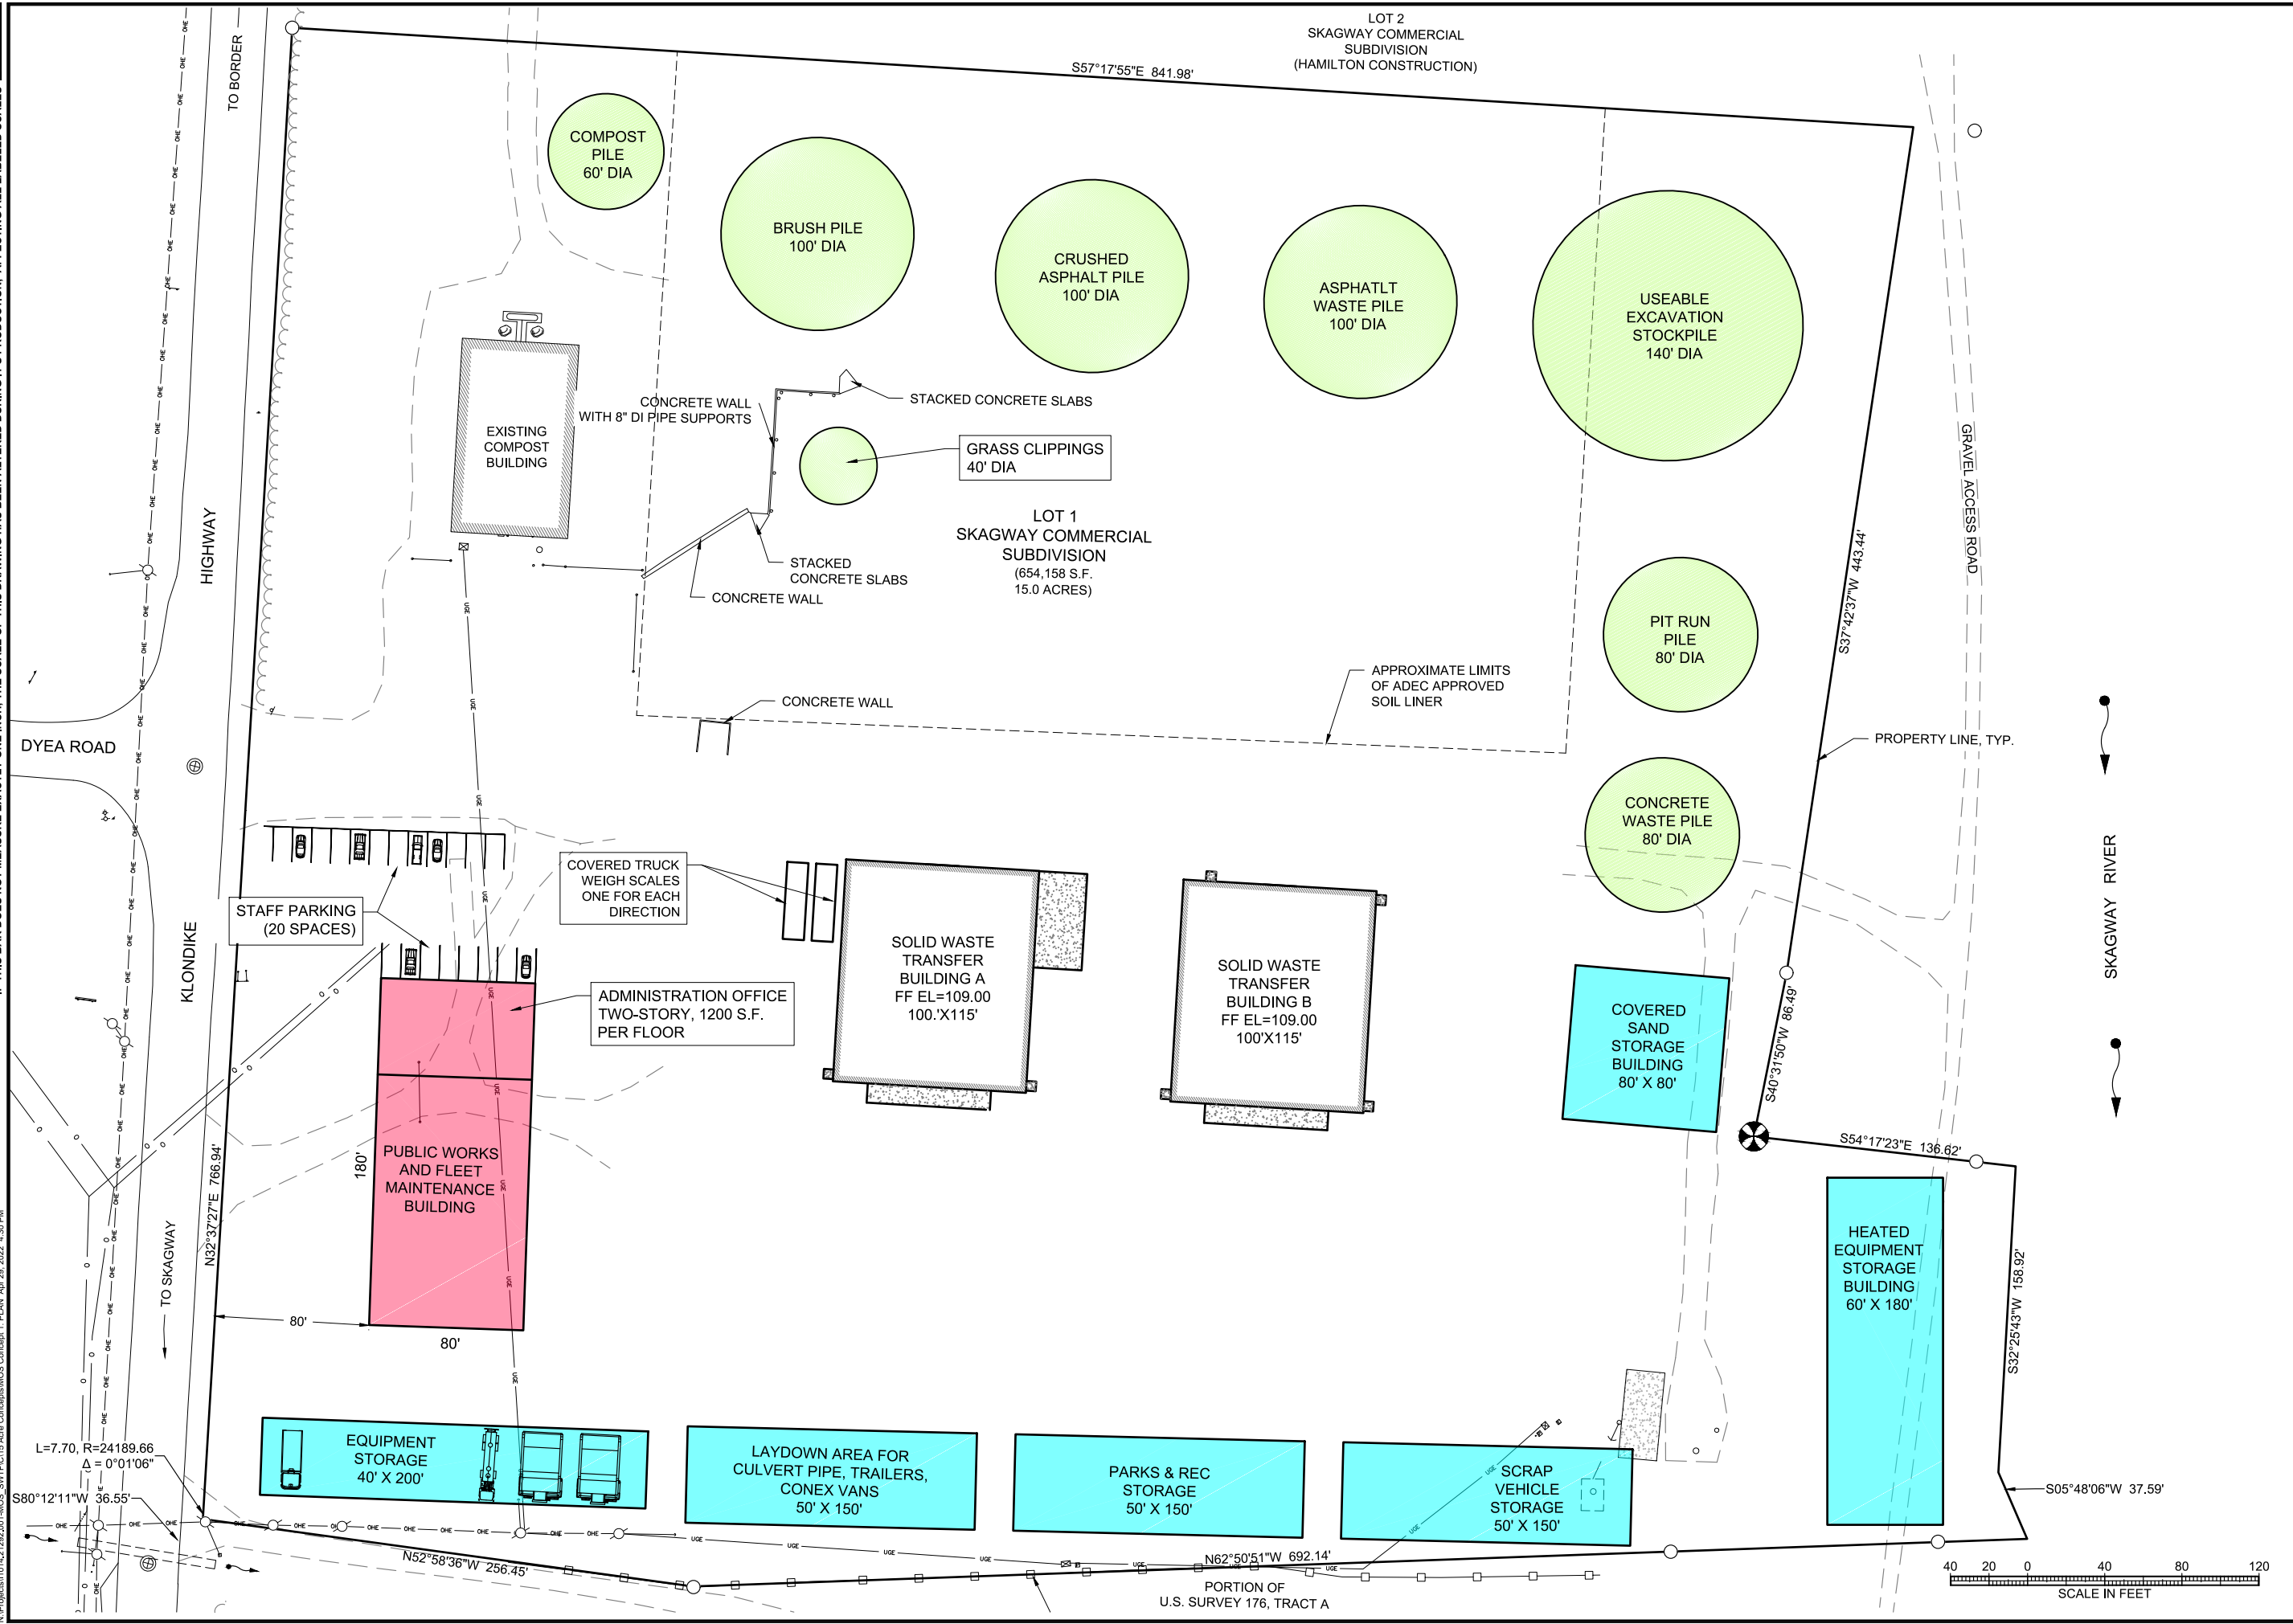 LOT 2
SKAGWAY COMMERCIAL
SUBDIVISION
(HAMILTON CONSTRUCTION)
S57°17'55"E 841.98'
TO BORDER
COMPOST
PILE
60' DIA
BRUSH PILE
100' DIA
CRUSHED
ASPHALT PILE
100' DIA
ASPHATLT
WASTE PILE
100' DIA
USEABLE
EXCAVATION
STOCKPILE
140' DIA
CONCRETE WALL
WITH 8" DI PIPE SUPPORTS
STACKED CONCRETE SLABS
EXISTING
COMPOST
BUILDING
GRASS CLIPPINGS
40' DIA
GRAVEL ACCESS ROAD
HIGHWAY
LOT 1
SKAGWAY COMMERCIAL
SUBDIVISION
(654,158 S.F.
15.0 ACRES)
STACKED
CONCRETE SLABS
CONCRETE WALL
S37°42'37"W 443.44'
PIT RUN
PILE
80' DIA
APPROXIMATE LIMITS
OF ADEC APPROVED
SOIL LINER
CONCRETE WALL
DYEA ROAD
PROPERTY LINE, TYP.
CONCRETE
WASTE PILE
80' DIA
COVERED TRUCK
WEIGH SCALES
ONE FOR EACH
DIRECTION
SKAGWAY RIVER
STAFF PARKING
(20 SPACES)
KLONDIKE
SOLID WASTE
TRANSFER
BUILDING A
FF EL=109.00
100.'X115'
SOLID WASTE
TRANSFER
BUILDING B
FF EL=109.00
100'X115'
ADMINISTRATION OFFICE
TWO-STORY, 1200 S.F.
PER FLOOR
COVERED
SAND
STORAGE
BUILDING
80' X 80'
S40°31'50"W 86.49'
S54°17'23"E 136.62'
PUBLIC WORKS
AND FLEET
MAINTENANCE
BUILDING
180'
80'
80'
N32°37'27"E 766.94'
TO SKAGWAY
HEATED
EQUIPMENT
STORAGE
BUILDING
60' X 180'
S32°25'43"W 158.92'
L=7.70, R=24189.66
Δ = 0°01'06"
S80°12'11"W 36.55'
EQUIPMENT
STORAGE
40' X 200'
LAYDOWN AREA FOR
CULVERT PIPE, TRAILERS,
CONEX VANS
50' X 150'
PARKS & REC
STORAGE
50' X 150'
SCRAP
VEHICLE
STORAGE
50' X 150'
S05°48'06"W 37.59'
N52°58'36"W 256.45'
N62°50'51"W 692.14'
PORTION OF
U.S. SURVEY 176, TRACT A
40 20 0 40 80 120
SCALE IN FEET